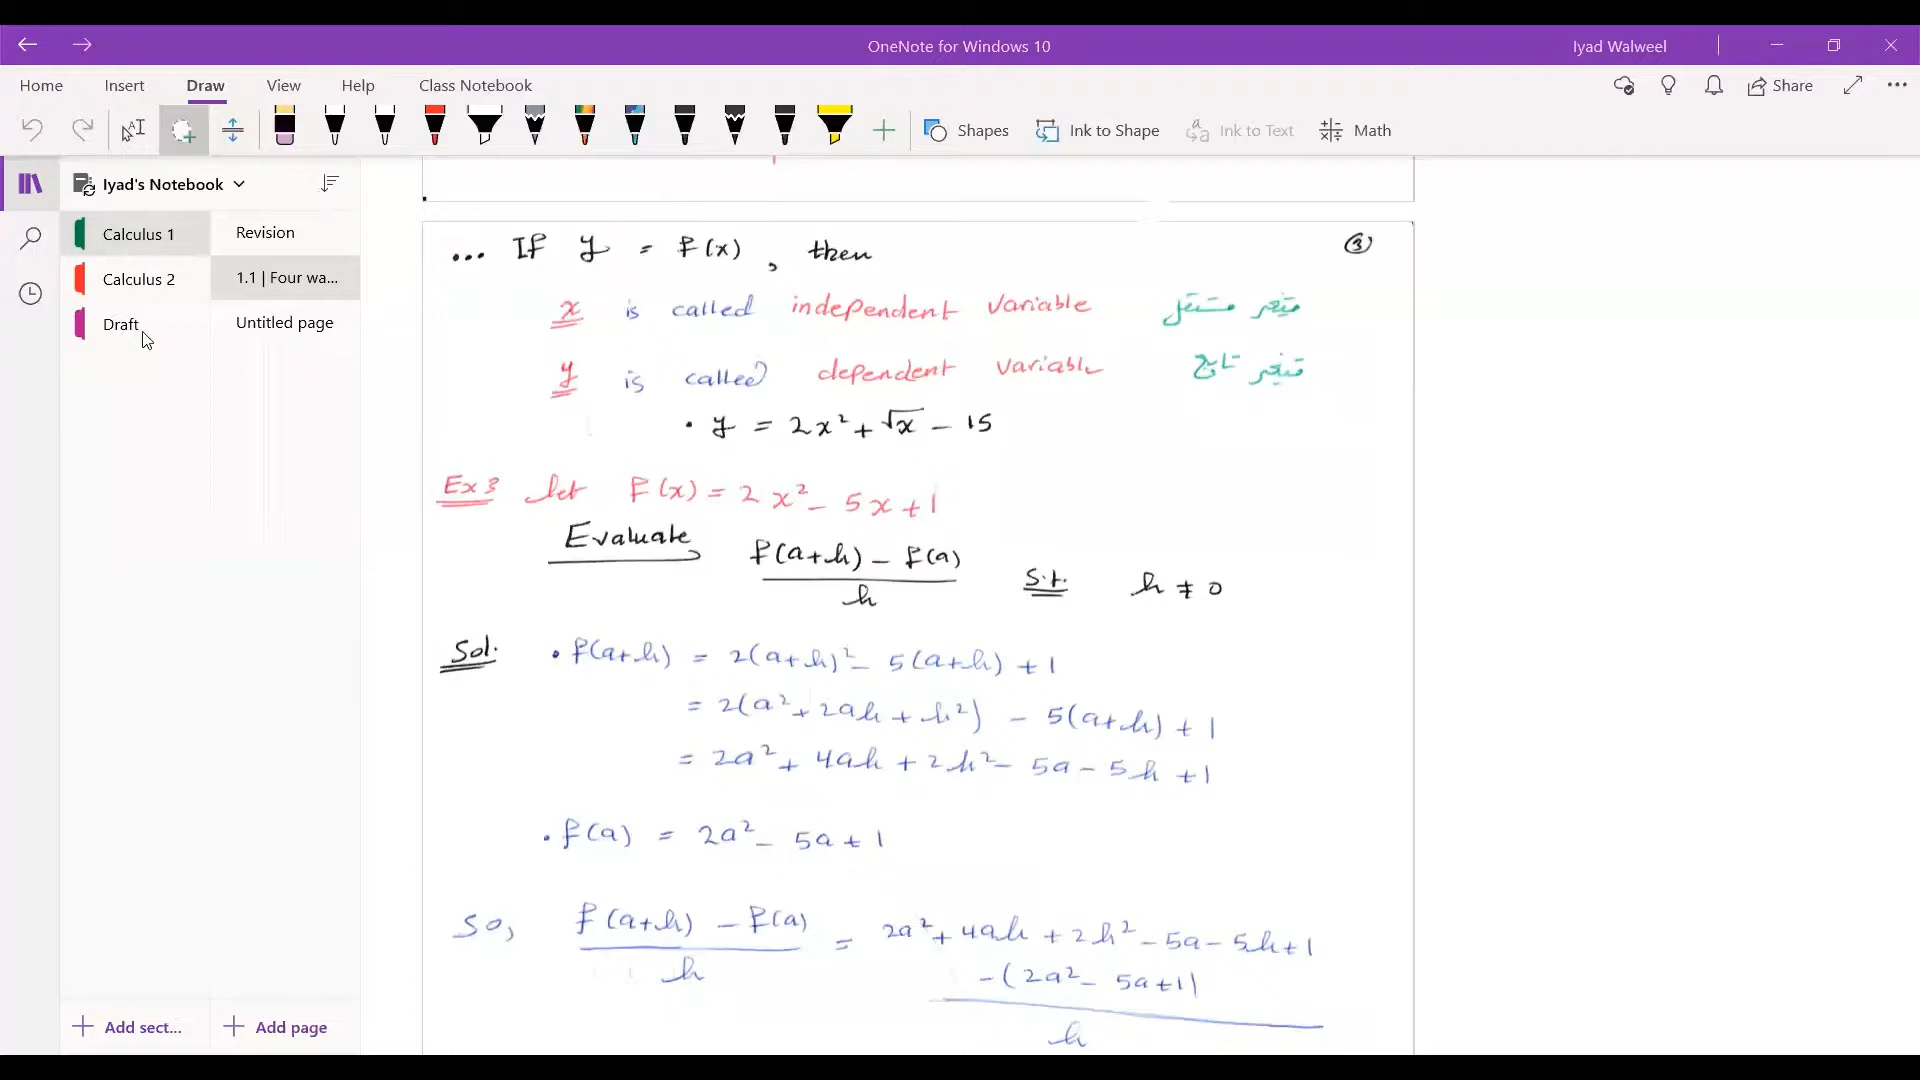 OneNote for Windows 10
Iyad Walweel
Home Insert Draw View Help Class Notebook
Share
Shapes Ink to Shape Ink to Text Math
Iyad's Notebook
Calculus 1
Calculus 2
Draft
Revision
1.1 | Four wa...
Untitled page
Add sect...
Add page
... If y = f(x), then
3
x is called independent variable متغير مستقل
y is called dependent variable متغير تابع
• y = 2x² + √x - 15
Ex 3 let f(x) = 2x² - 5x + 1
Evaluate f(a+h) - f(a) / h s.t. h ≠ 0
Sol. • f(a+h) = 2(a+h)² - 5(a+h) + 1
= 2(a² + 2ah + h²) - 5(a+h) + 1
= 2a² + 4ah + 2h² - 5a - 5h + 1
• f(a) = 2a² - 5a + 1
So, f(a+h) - f(a) / h = 2a² + 4ah + 2h² - 5a - 5h + 1
-(2a² - 5a + 1)
h